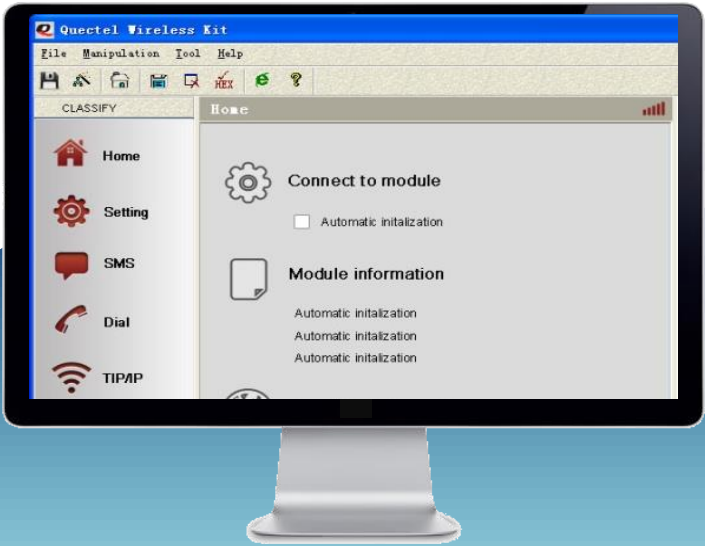 Quectel Wireless Kit
File Manipulation Tool Help
HEX
CLASSIFY
Home
Home
Setting
SMS
Dial
TIP/IP
Connect to module
Automatic initalization
Module information
Automatic initalization
Automatic initalization
Automatic initalization